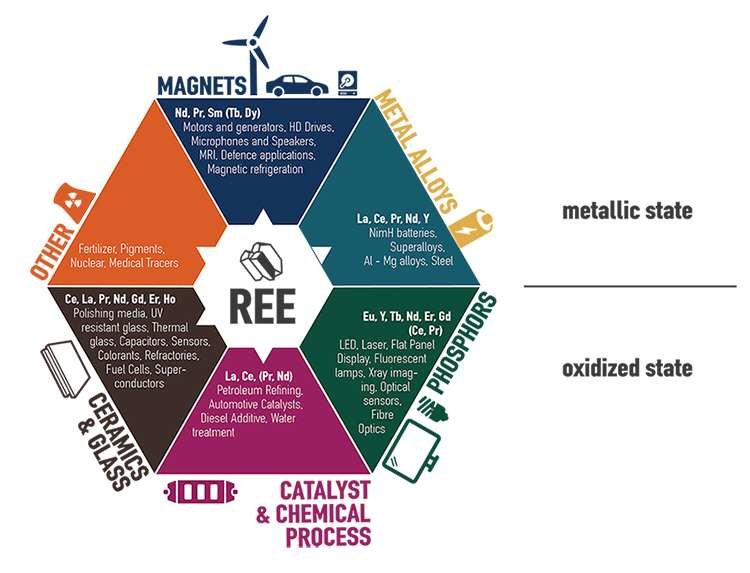 MAGNETS
Nd, Pr, Sm (Tb, Dy)
Motors and generators, HD Drives,
Microphones and Speakers,
MRI, Defence applications,
Magnetic refrigeration
METAL ALLOYS
La, Ce, Pr, Nd, Y
NimH batteries,
Superalloys,
Al - Mg alloys, Steel
metallic state
OTHER
Fertilizer, Pigments,
Nuclear, Medical Tracers
REE
Ce, La, Pr, Nd, Gd, Er, Ho
Polishing media, UV
resistant glass, Thermal
glass, Capacitors, Sensors,
Colorants, Refractories,
Fuel Cells, Super-
conductors
CERAMICS
& GLASS
La, Ce, (Pr, Nd)
Petroleum Refining,
Automotive Catalysts,
Diesel Additive, Water
treatment
CATALYST
& CHEMICAL
PROCESS
Eu, Y, Tb, Nd, Er, Gd
(Ce, Pr)
LED, Laser, Flat Panel
Display, Fluorescent
lamps, Xray imag-
ing, Optical
sensors,
Fibre
Optics
PHOSPHORS
oxidized state